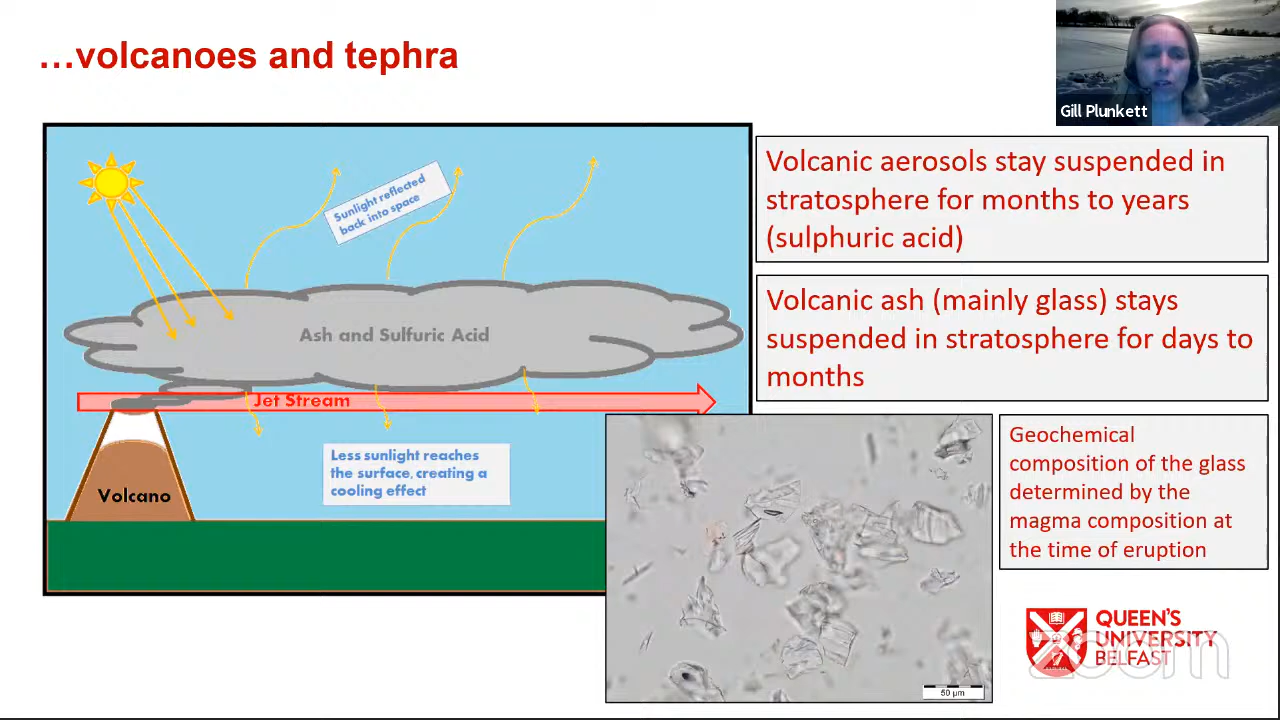 …volcanoes and tephra
Gill Plunkett
Sunlight reflected
back into space
Ash and Sulfuric Acid
Jet Stream
Less sunlight reaches
the surface, creating a
cooling effect
Volcano
Volcanic aerosols stay suspended in
stratosphere for months to years
(sulphuric acid)
Volcanic ash (mainly glass) stays
suspended in stratosphere for days to
months
Geochemical
composition of the glass
determined by the
magma composition at
the time of eruption
50 µm
QUEEN'S
UNIVERSITY
BELFAST
zoom